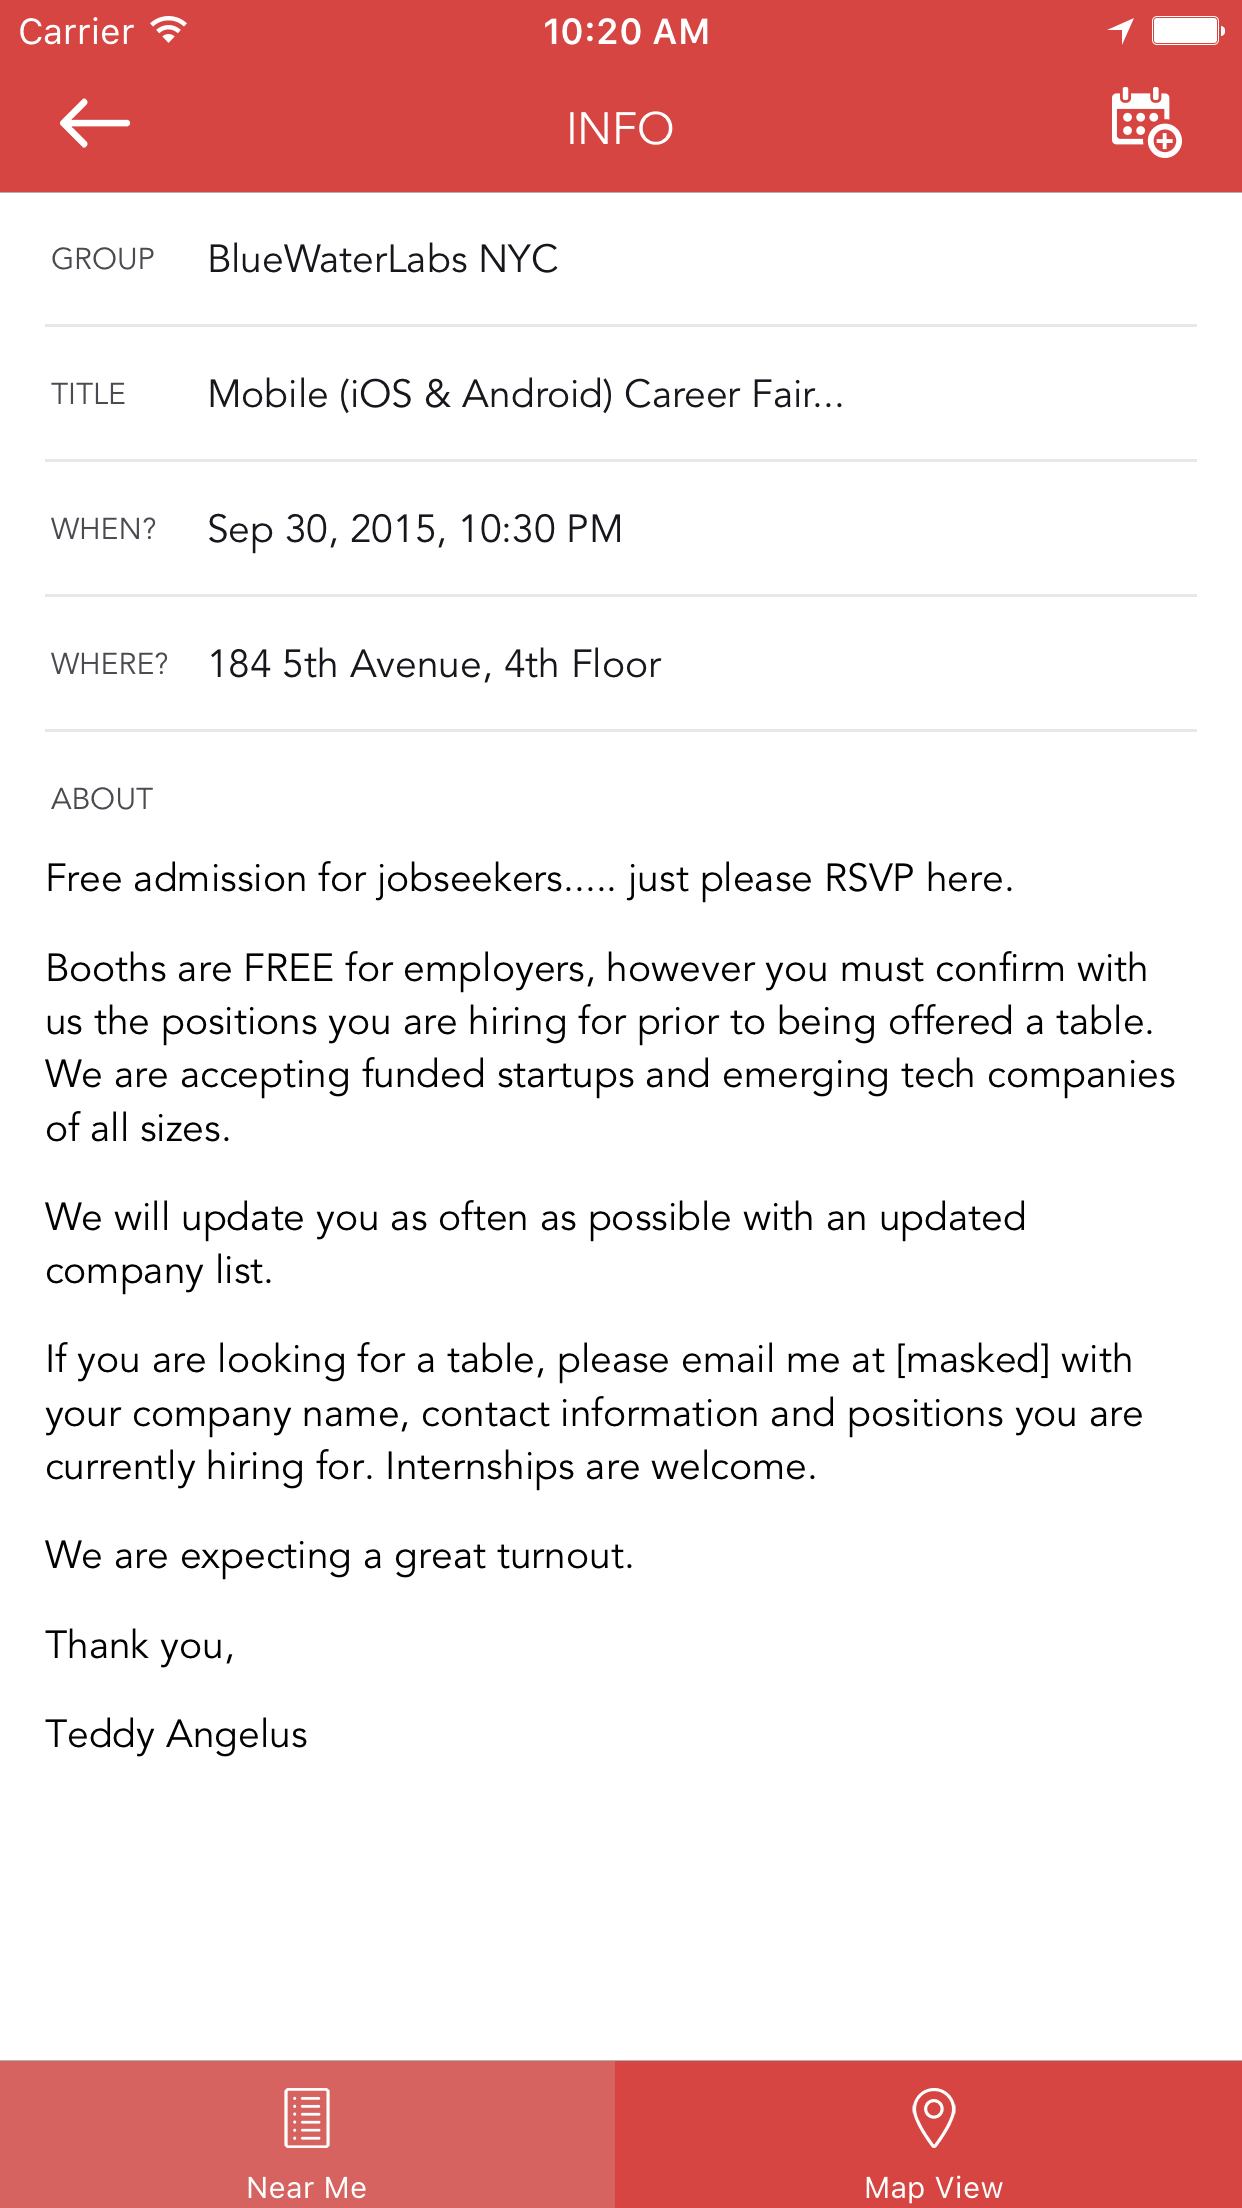 Carrier 10:20 AM
INFO
GROUP BlueWaterLabs NYC
TITLE Mobile (iOS & Android) Career Fair...
WHEN? Sep 30, 2015, 10:30 PM
WHERE? 184 5th Avenue, 4th Floor
ABOUT
Free admission for jobseekers..... just please RSVP here.
Booths are FREE for employers, however you must confirm with
us the positions you are hiring for prior to being offered a table.
We are accepting funded startups and emerging tech companies
of all sizes.
We will update you as often as possible with an updated
company list.
If you are looking for a table, please email me at [masked] with
your company name, contact information and positions you are
currently hiring for. Internships are welcome.
We are expecting a great turnout.
Thank you,
Teddy Angelus
Near Me Map View